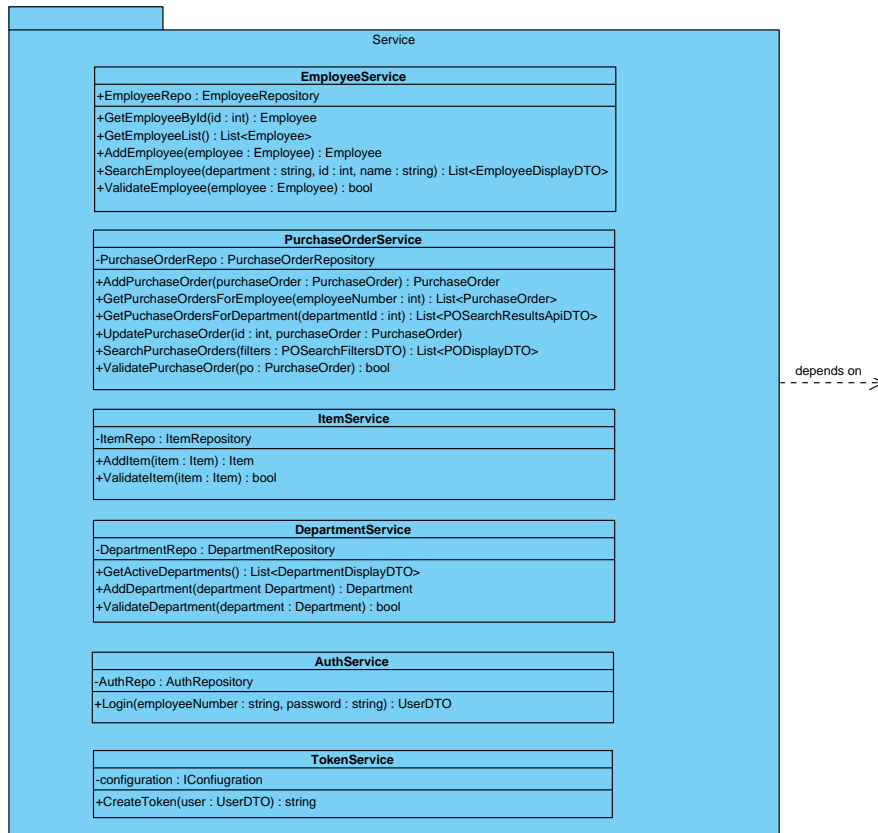 Service
EmployeeService
+EmployeeRepo : EmployeeRepository
+GetEmployeeById(id : int) : Employee
+GetEmployeeList() : List<Employee>
+AddEmployee(employee : Employee) : Employee
+SearchEmployee(department : string, id : int, name : string) : List<EmployeeDisplayDTO>
+ValidateEmployee(employee : Employee) : bool
PurchaseOrderService
-PurchaseOrderRepo : PurchaseOrderRepository
+AddPurchaseOrder(purchaseOrder : PurchaseOrder) : PurchaseOrder
+GetPuchaseOrdersForEmployee(employeeNumber : int) : List<PurchaseOrder>
+GetPuchaseOrdersForDepartment(departmentId : int) : List<POSearchResultsApiDTO>
+UpdatePurchaseOrder(id : int, purchaseOrder : PurchaseOrder)
+SearchPurchaseOrders(filters : POSearchFiltersDTO) : List<PODisplayDTO>
+ValidatePurchaseOrder(po : PurchaseOrder) : bool
depends on
ItemService
-ItemRepo : ItemRepository
+AddItem(item : Item) : Item
+ValidateItem(item : Item) : bool
DepartmentService
-DepartmentRepo : DepartmentRepository
+GetActiveDepartments() : List<DepartmentDisplayDTO>
+AddDepartment(department Department) : Department
+ValidateDepartment(department : Department) : bool
AuthService
-AuthRepo : AuthRepository
+Login(employeeNumber : string, password : string) : UserDTO
TokenService
-configuration : IConfiugration
+CreateToken(user : UserDTO) : string